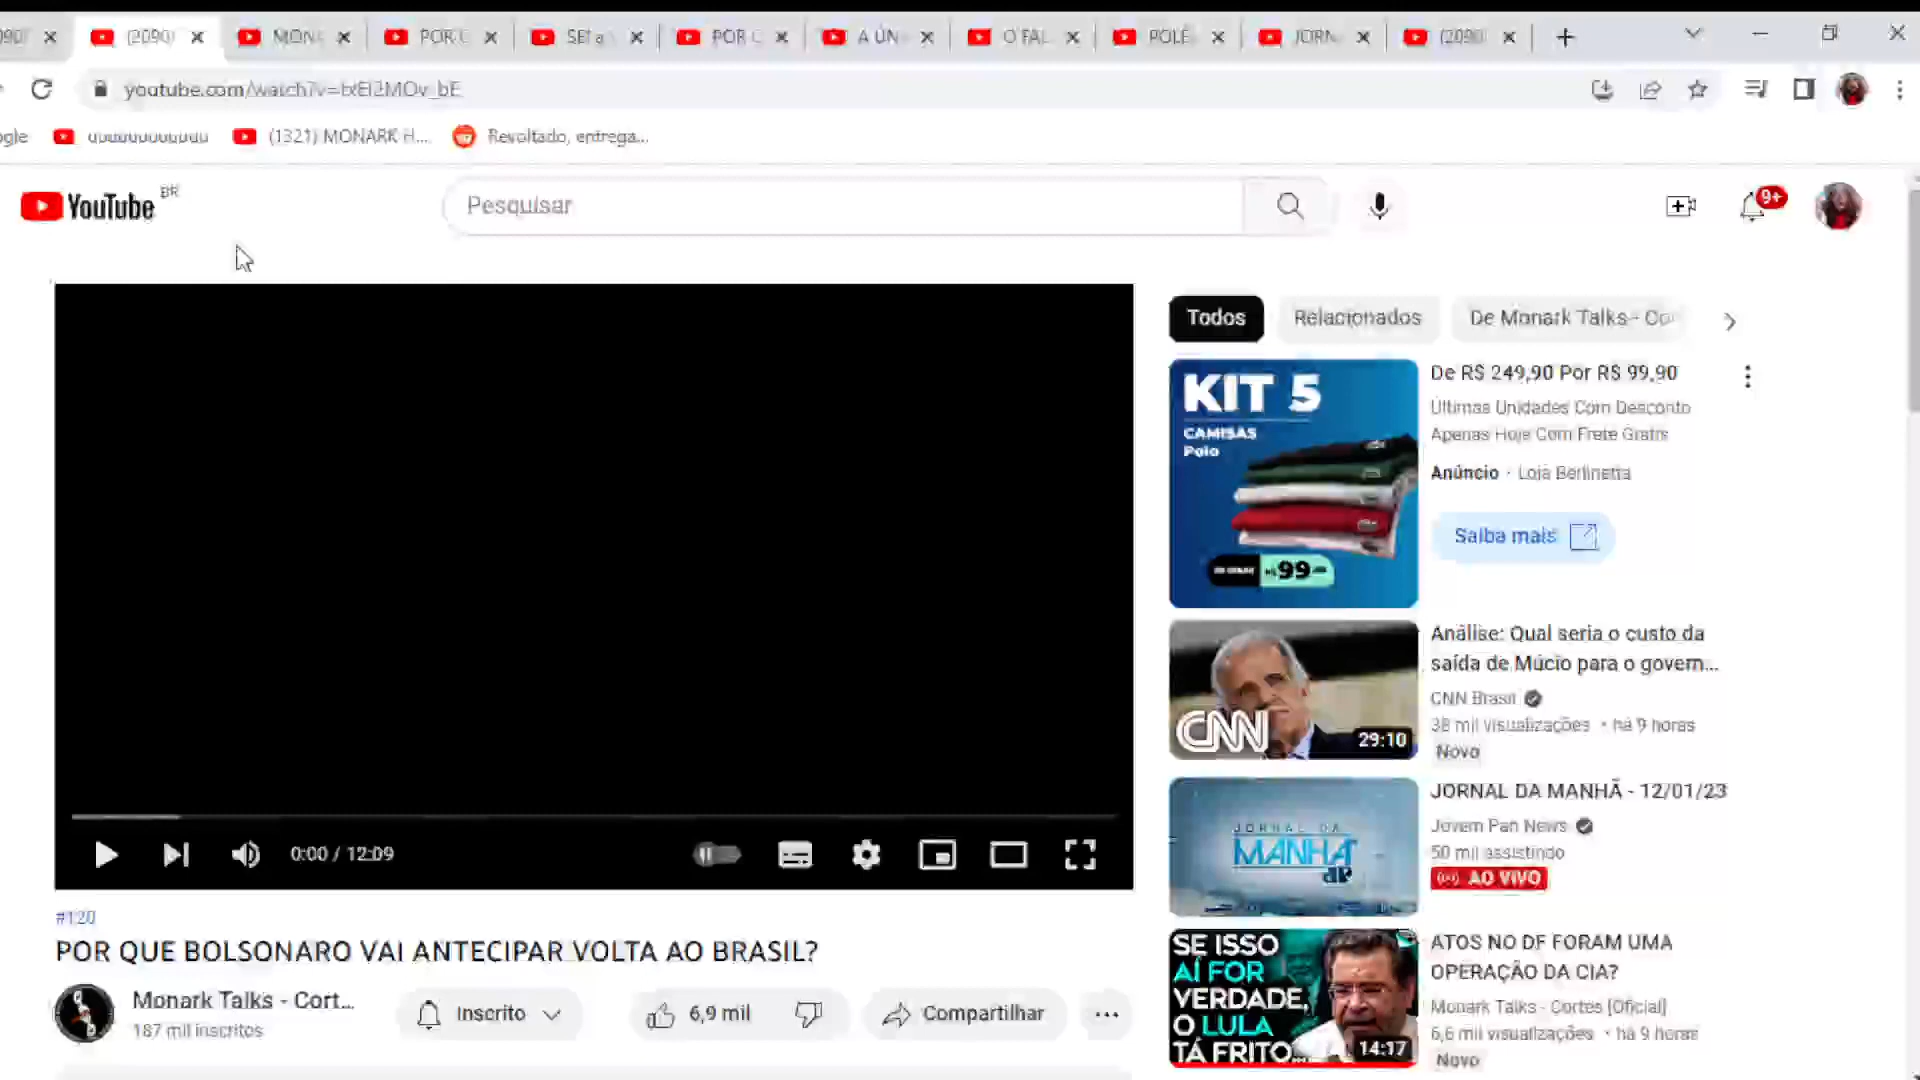 (2090)
MON
POR C
SEI a
POR C
A ÚN
O FAL
POLÊ
JORN
(2090
youtube.com/watch?v=
ogle
(1321) MONARK H...
Revoltado, entrega...
YouTube BR
Pesquisar
9+
Todos
Relacionados
De Monark Talks - Co
KIT 5
CAMISAS
Polo
99
De R$ 249,90 Por R$ 99,90
Últimas Unidades Com Desconto
Apenas Hoje Com Frete Grátis
Anúncio · Loja Berlinetta
Saiba mais
CNN
29:10
Análise: Qual seria o custo da
saída de Múcio para o govern...
CNN Brasil
38 mil visualizações • há 9 horas
Novo
JORNAL DA
MANHÃ
JORNAL DA MANHÃ - 12/01/23
Jovem Pan News
50 mil assistindo
AO VIVO
SE ISSO
AÍ FOR
VERDADE,
O LULA
TÁ FRITO...
14:17
ATOS NO DF FORAM UMA
OPERAÇÃO DA CIA?
Monark Talks - Cortes [Oficial]
6,6 mil visualizações • há 9 horas
Novo
0:00 / 12:09
#120
POR QUE BOLSONARO VAI ANTECIPAR VOLTA AO BRASIL?
Monark Talks - Cort...
187 mil inscritos
Inscrito
6,9 mil
Compartilhar